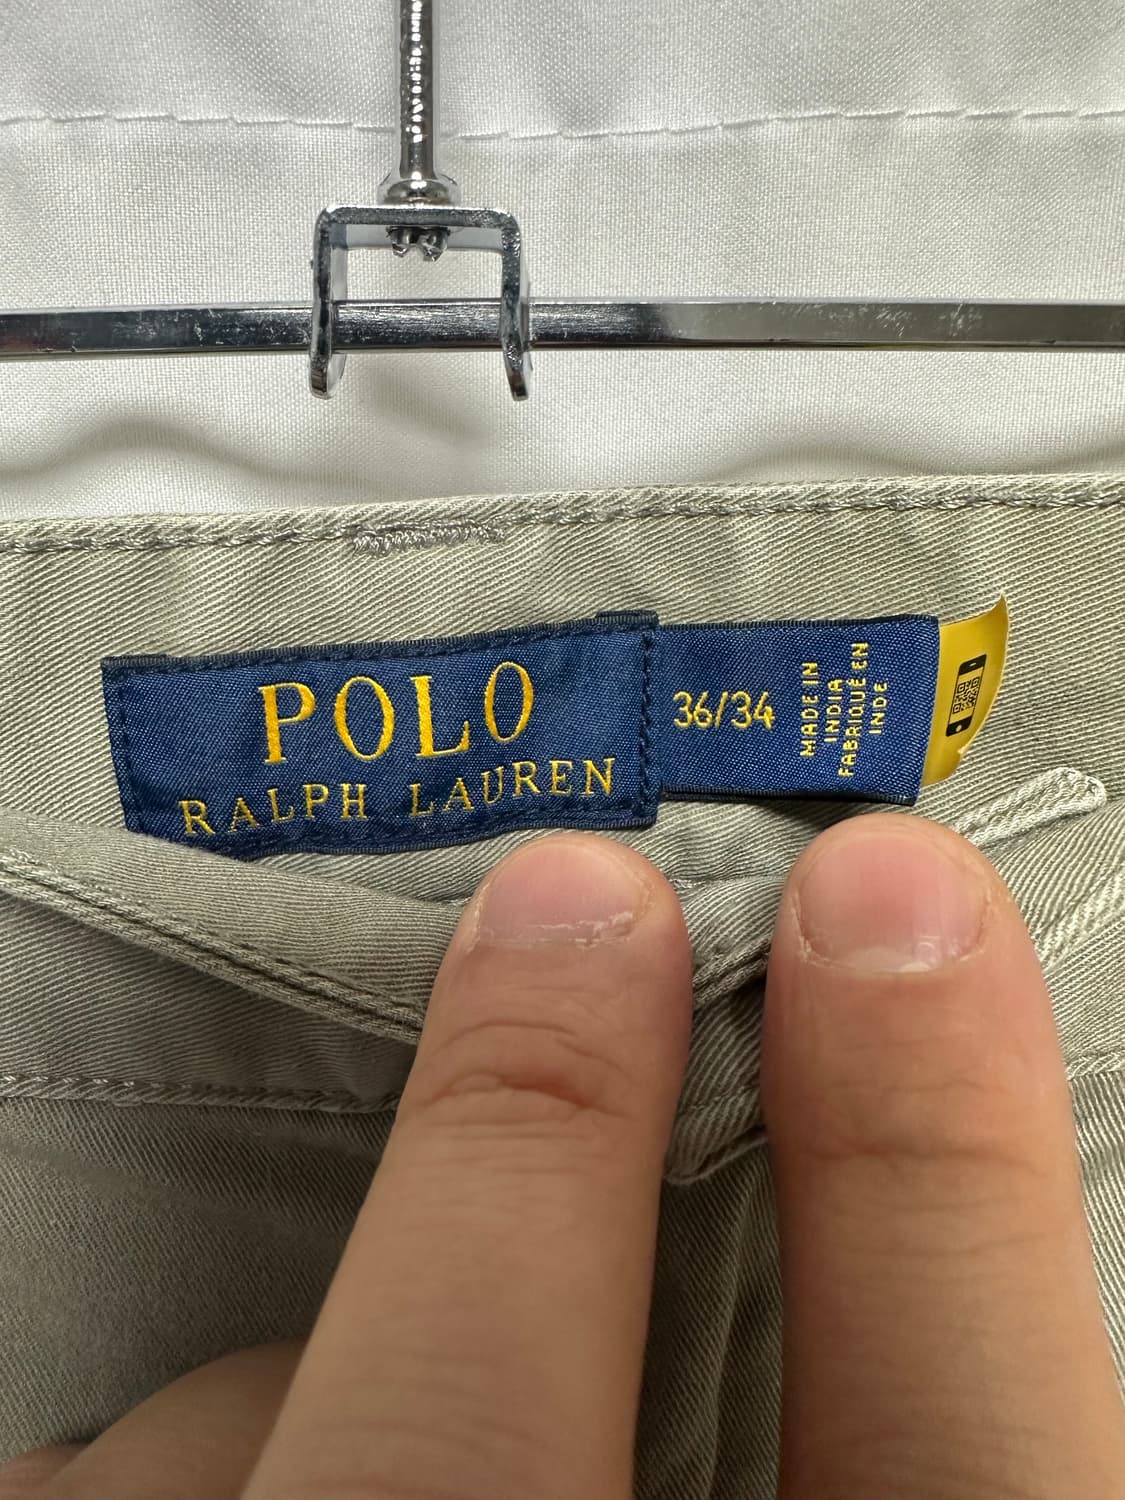 POLO
RALPH LAUREN
36/34
MADE IN
INDIA
FABRIQUÉ EN
INDE